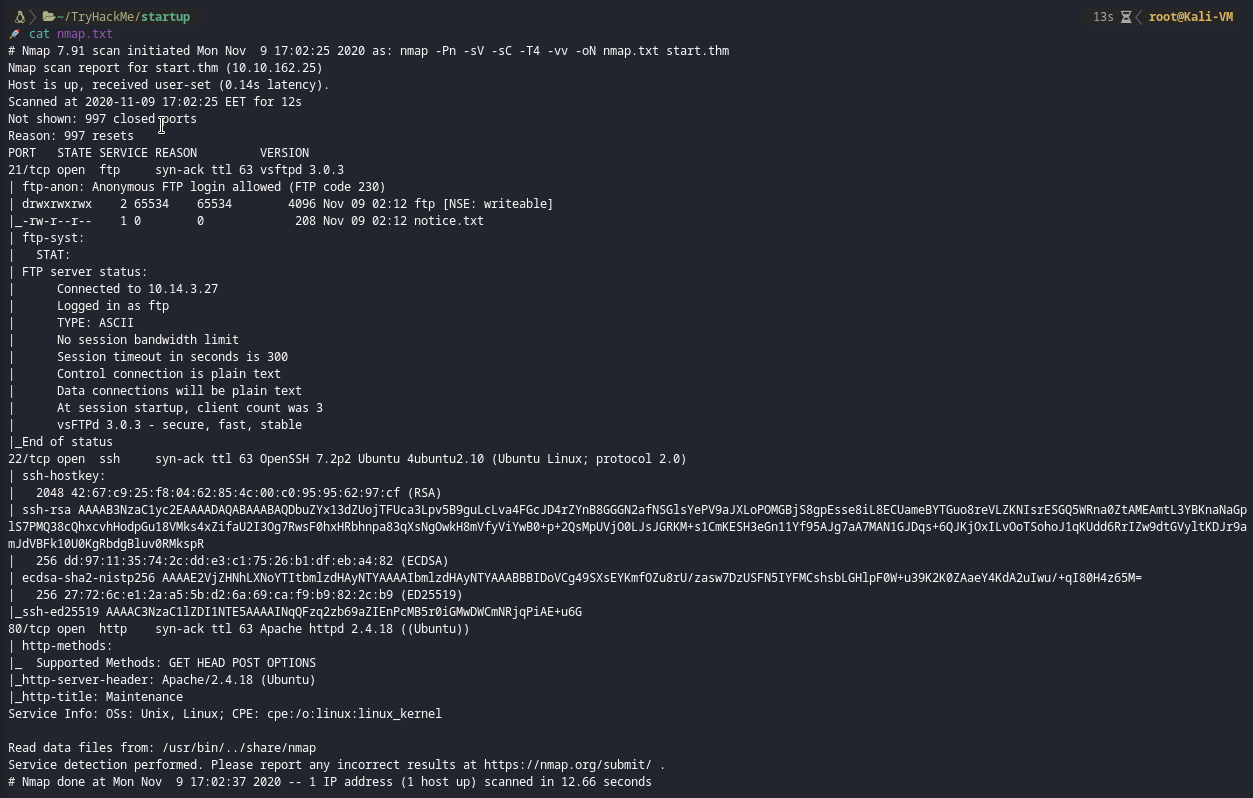 ~/TryHackMe/startup 13s root@Kali-VM
cat nmap.txt
# Nmap 7.91 scan initiated Mon Nov  9 17:02:25 2020 as: nmap -Pn -sV -sC -T4 -vv -oN nmap.txt start.thm
Nmap scan report for start.thm (10.10.162.25)
Host is up, received user-set (0.14s latency).
Scanned at 2020-11-09 17:02:25 EET for 12s
Not shown: 997 closed ports
Reason: 997 resets
PORT   STATE SERVICE REASON         VERSION
21/tcp open  ftp     syn-ack ttl 63 vsftpd 3.0.3
| ftp-anon: Anonymous FTP login allowed (FTP code 230)
| drwxrwxrwx    2 65534    65534        4096 Nov 09 02:12 ftp [NSE: writeable]
|_-rw-r--r--    1 0        0             208 Nov 09 02:12 notice.txt
| ftp-syst:
|   STAT:
| FTP server status:
|      Connected to 10.14.3.27
|      Logged in as ftp
|      TYPE: ASCII
|      No session bandwidth limit
|      Session timeout in seconds is 300
|      Control connection is plain text
|      Data connections will be plain text
|      At session startup, client count was 3
|      vsFTPd 3.0.3 - secure, fast, stable
|_End of status
22/tcp open  ssh     syn-ack ttl 63 OpenSSH 7.2p2 Ubuntu 4ubuntu2.10 (Ubuntu Linux; protocol 2.0)
| ssh-hostkey:
|   2048 42:67:c9:25:f8:04:62:85:4c:00:c0:95:95:62:97:cf (RSA)
| ssh-rsa AAAAB3NzaC1yc2EAAAADAQABAAABAQDbuZYx13dZUojTFUca3Lpv5B9guLcLva4FGcJD4rZYnB8GGGN2afNSGlsYePV9aJXLoPOMGBjS8gpEsse8iL8ECUameBYTGuo8reVLZKNIsrESGQ5WRna0ZtAMEAmtL3YBKnaNaGp
lS7PMQ38cQhxcvhHodpGu18VMks4xZifaU2I3Og7RwsF0hxHRbhnpa83qXsNgOwkH8mVfyViYwB0+p+2QsMpUVjO0LJsJGRKM+s1CmKESH3eGn11Yf95AJg7aA7MAN1GJDqs+6QJKjOxILvOoTSohoJ1qKUdd6RrIZw9dtGVyltKDJr9a
mJdVBFk10U0KgRbdgBluv0RMkspR
|   256 dd:97:11:35:74:2c:dd:e3:c1:75:26:b1:df:eb:a4:82 (ECDSA)
| ecdsa-sha2-nistp256 AAAAE2VjZHNhLXNoYTItbmlzdHAyNTYAAAAIbmlzdHAyNTYAAABBBIDoVCg49SXsEYKmfOZu8rU/zasw7DzUSFN5IYFMCshsbLGHlpF0W+u39K2K0ZAaeY4KdA2uIwu/+qI80H4z65M=
|   256 27:72:6c:e1:2a:a5:5b:d2:6a:69:ca:f9:b9:82:2c:b9 (ED25519)
|_ssh-ed25519 AAAAC3NzaC1lZDI1NTE5AAAAINqQFzq2zb69aZIEnPcMB5r0iGMwDWCmNRjqPiAE+u6G
80/tcp open  http    syn-ack ttl 63 Apache httpd 2.4.18 ((Ubuntu))
| http-methods:
|_  Supported Methods: GET HEAD POST OPTIONS
|_http-server-header: Apache/2.4.18 (Ubuntu)
|_http-title: Maintenance
Service Info: OSs: Unix, Linux; CPE: cpe:/o:linux:linux_kernel
Read data files from: /usr/bin/../share/nmap
Service detection performed. Please report any incorrect results at https://nmap.org/submit/ .
# Nmap done at Mon Nov  9 17:02:37 2020 -- 1 IP address (1 host up) scanned in 12.66 seconds